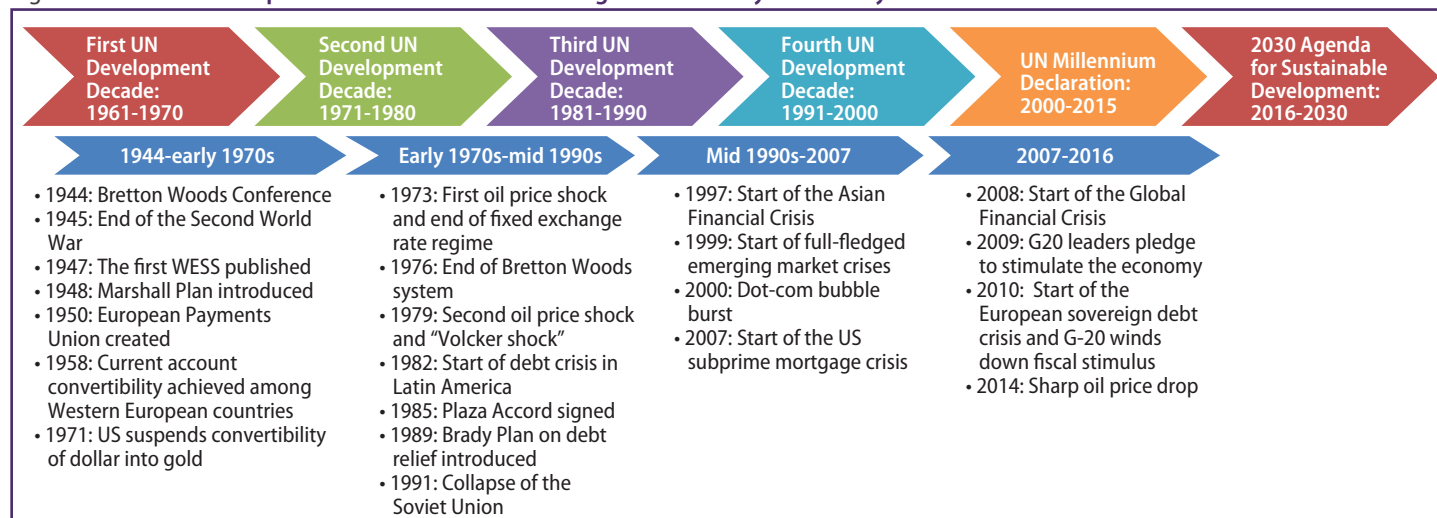 First UN
Development
Decade:
1961-1970
Second UN
Development
Decade:
1971-1980
Third UN
Development
Decade:
1981-1990
Fourth UN
Development
Decade:
1991-2000
UN Millennium
Declaration:
2000-2015
2030 Agenda
for Sustainable
Development:
2016-2030
1944-early 1970s
• 1944: Bretton Woods Conference
• 1945: End of the Second World
War
• 1947: The first WESS published
• 1948: Marshall Plan introduced
• 1950: European Payments
Union created
• 1958: Current account
convertibility achieved among
Western European countries
• 1971: US suspends convertibility
of dollar into gold
Early 1970s-mid 1990s
• 1973: First oil price shock
and end of fixed exchange
rate regime
• 1976: End of Bretton Woods
system
• 1979: Second oil price shock
and “Volcker shock”
• 1982: Start of debt crisis in
Latin America
• 1985: Plaza Accord signed
• 1989: Brady Plan on debt
relief introduced
• 1991: Collapse of the
Soviet Union
Mid 1990s-2007
• 1997: Start of the Asian
Financial Crisis
• 1999: Start of full-fledged
emerging market crises
• 2000: Dot-com bubble
burst
• 2007: Start of the US
subprime mortgage crisis
2007-2016
• 2008: Start of the Global
Financial Crisis
• 2009: G20 leaders pledge
to stimulate the economy
• 2010: Start of the
European sovereign debt
crisis and G-20 winds
down fiscal stimulus
• 2014: Sharp oil price drop